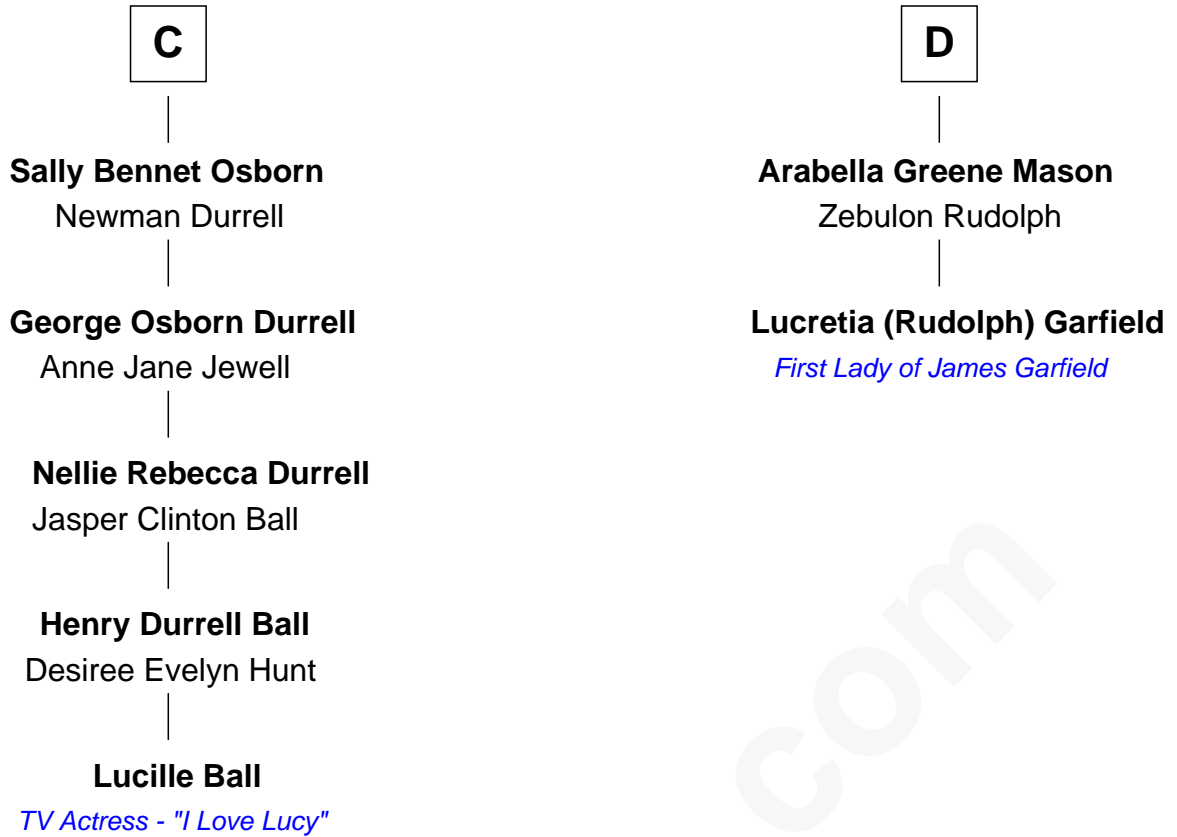 C
Sally Bennet Osborn
Newman Durrell
George Osborn Durrell
Anne Jane Jewell
Nellie Rebecca Durrell
Jasper Clinton Ball
Henry Durrell Ball
Desiree Evelyn Hunt
Lucille Ball
TV Actress - "I Love Lucy"
D
Arabella Greene Mason
Zebulon Rudolph
Lucretia (Rudolph) Garfield
First Lady of James Garfield
com